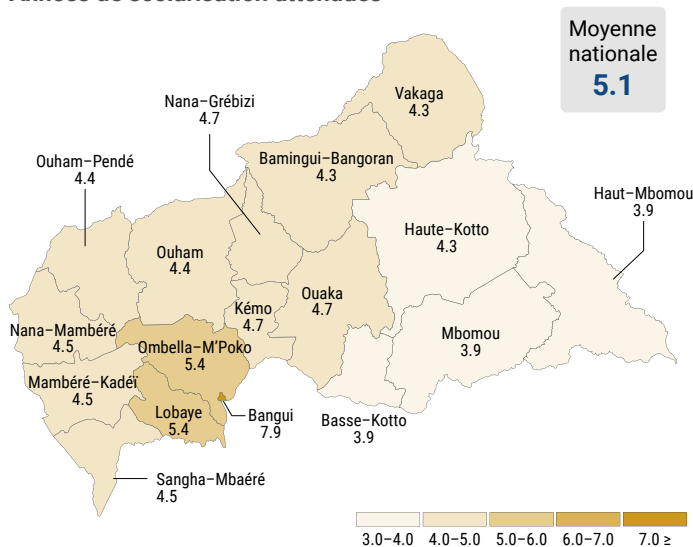 Années de scolarisation attendues
Moyenne
nationale
5.1
Vakaga
4.3
Nana–Grébizi
4.7
Bamingui–Bangoran
4.3
Ouham–Pendé
4.4
Haut–Mbomou
3.9
Haute–Kotto
4.3
Ouham
4.4
Ouaka
4.7
Kémo
4.7
Nana–Mambéré
4.5
Mbomou
3.9
Ombella–M'Poko
5.4
Mambéré–Kadéï
4.5
Lobaye
5.4
Bangui
7.9
Basse–Kotto
3.9
Sangha–Mbaéré
4.5
3.0–4.0 4.0–5.0 5.0–6.0 6.0–7.0 7.0 ≥